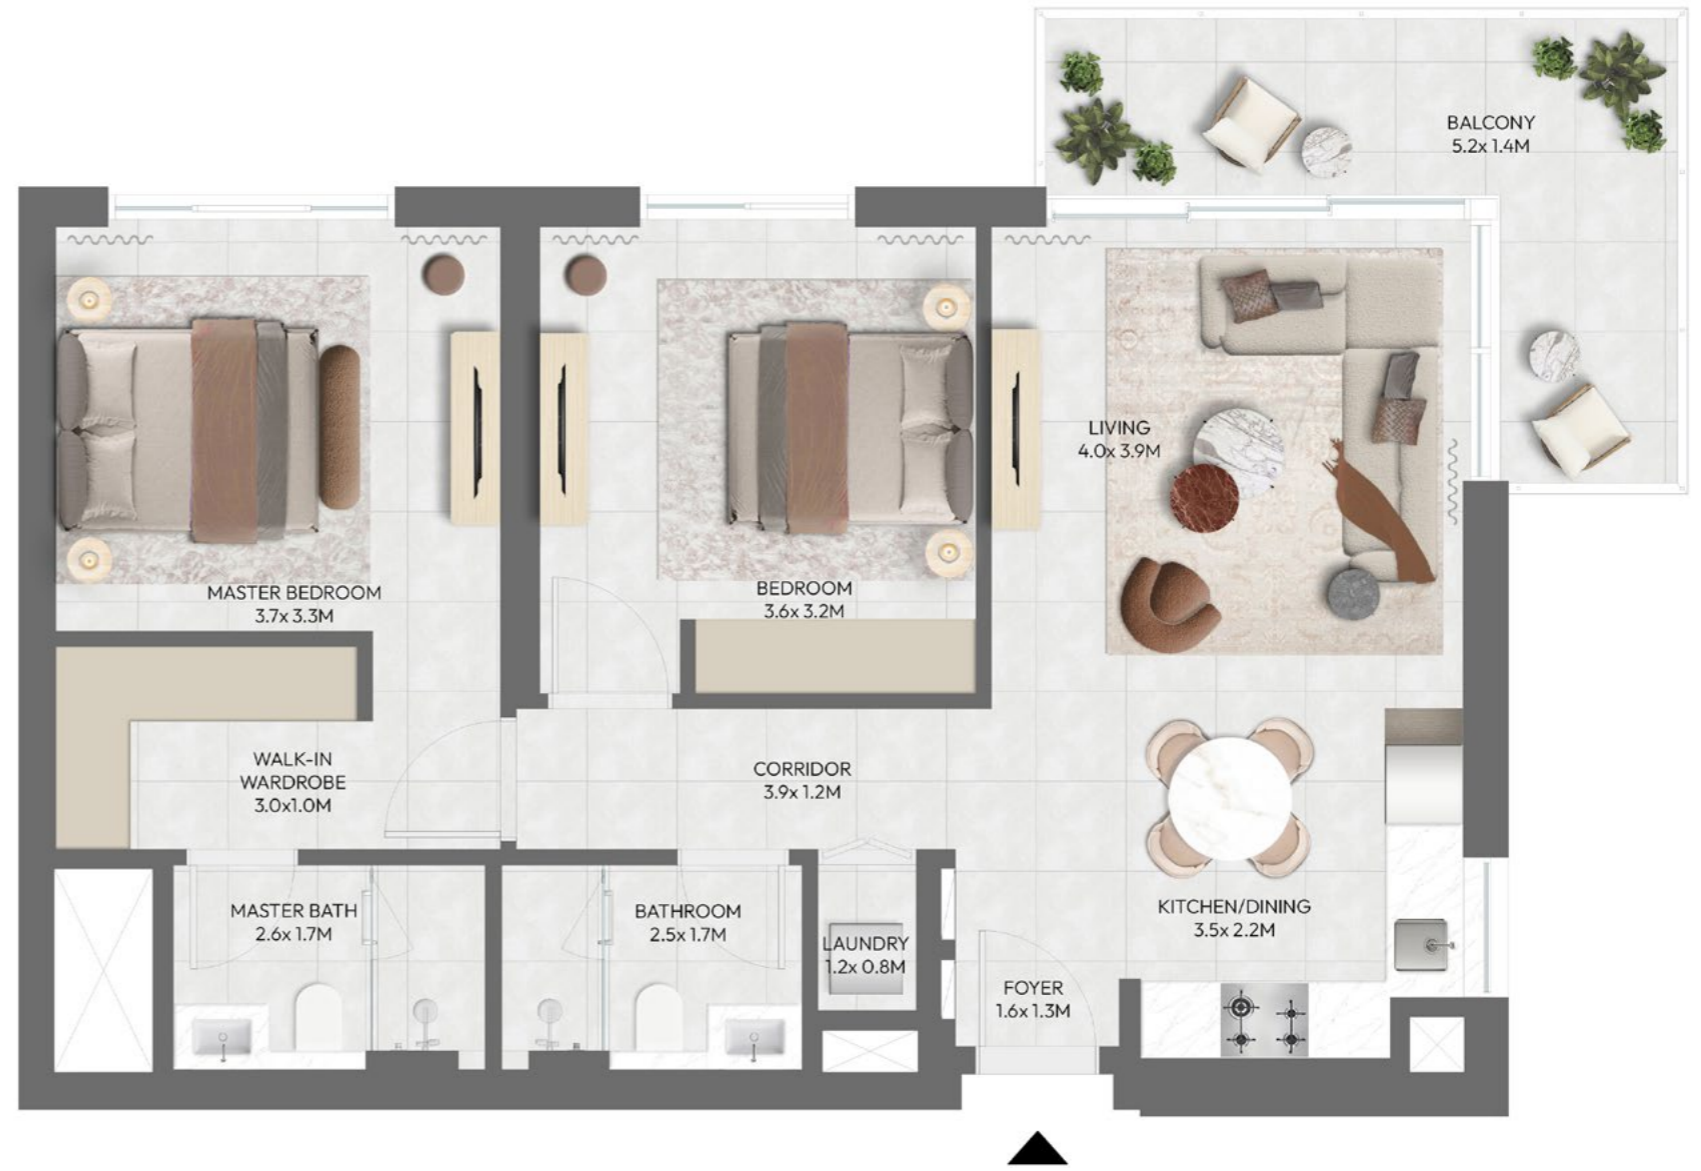 BALCONY
5.2x 1.4M
LIVING
4.0x 3.9M
MASTER BEDROOM
3.7x 3.3M
BEDROOM
3.6x 3.2M
WALK-IN
WARDROBE
3.0x1.0M
CORRIDOR
3.9x 1.2M
MASTER BATH
2.6x 1.7M
BATHROOM
2.5x 1.7M
LAUNDRY
1.2x 0.8M
KITCHEN/DINING
3.5x 2.2M
FOYER
1.6x 1.3M